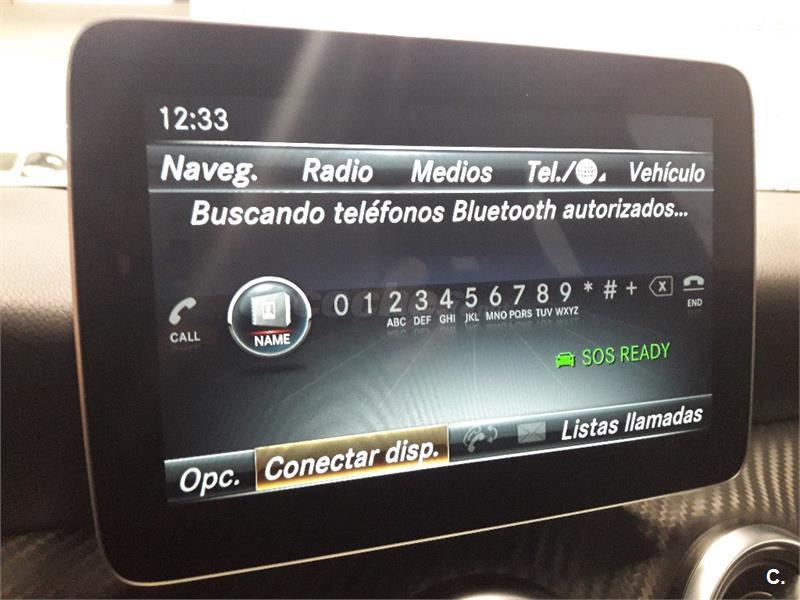 12:33
Naveg. Radio Medios Tel./ Vehículo
Buscando teléfonos Bluetooth autorizados...
CALL NAME 0 1 2 3 4 5 6 7 8 9 * # + X END
ABC DEF GHI JKL MNO PQRS TUV WXYZ
SOS READY
Opc. Conectar disp. Listas llamadas
C.